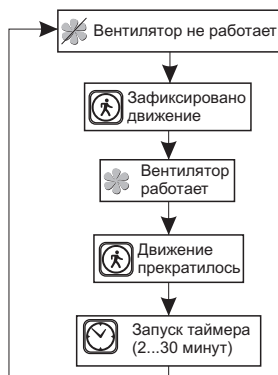 Вентилятор не работает
Зафиксировано
движение
Вентилятор
работает
Движение
прекратилось
Запуск таймера
(2...30 минут)